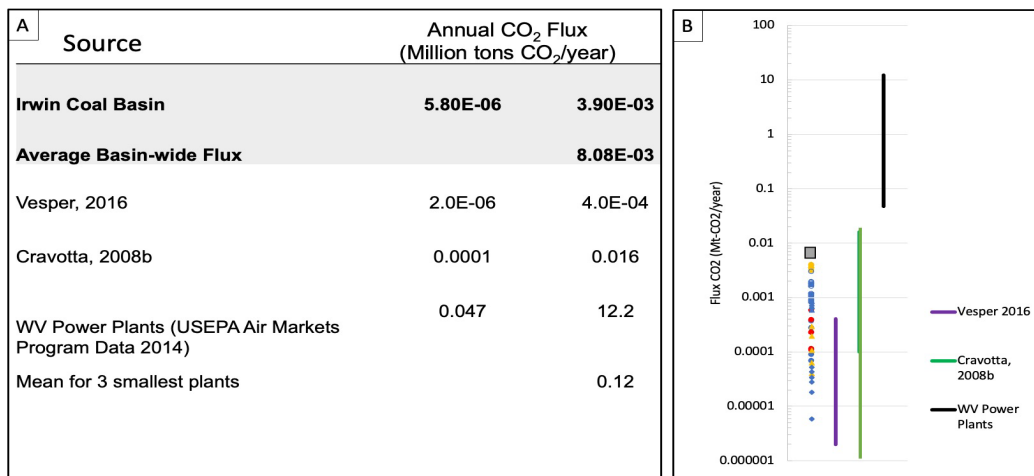 A
Source
Annual CO₂ Flux
(Million tons CO₂/year)
Irwin Coal Basin 5.80E-06 3.90E-03
Average Basin-wide Flux 8.08E-03
Vesper, 2016 2.0E-06 4.0E-04
Cravotta, 2008b 0.0001 0.016
WV Power Plants (USEPA Air Markets 0.047 12.2
Program Data 2014)
Mean for 3 smallest plants 0.12
B
Flux CO2 (Mt-CO2/year)
100
10
1
0.1
0.01
0.001
0.0001
0.00001
0.000001
Vesper 2016
Cravotta,
2008b
WV Power
Plants